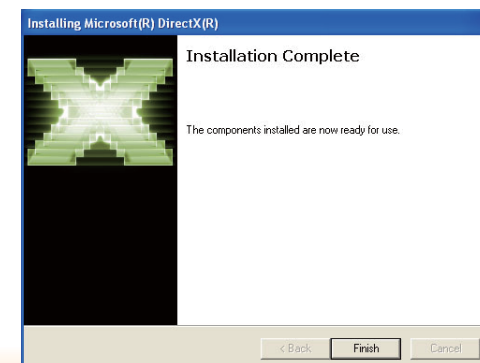 Installing Microsoft(R) DirectX(R)
Installation Complete
The components installed are now ready for use.
< Back Finish Cancel